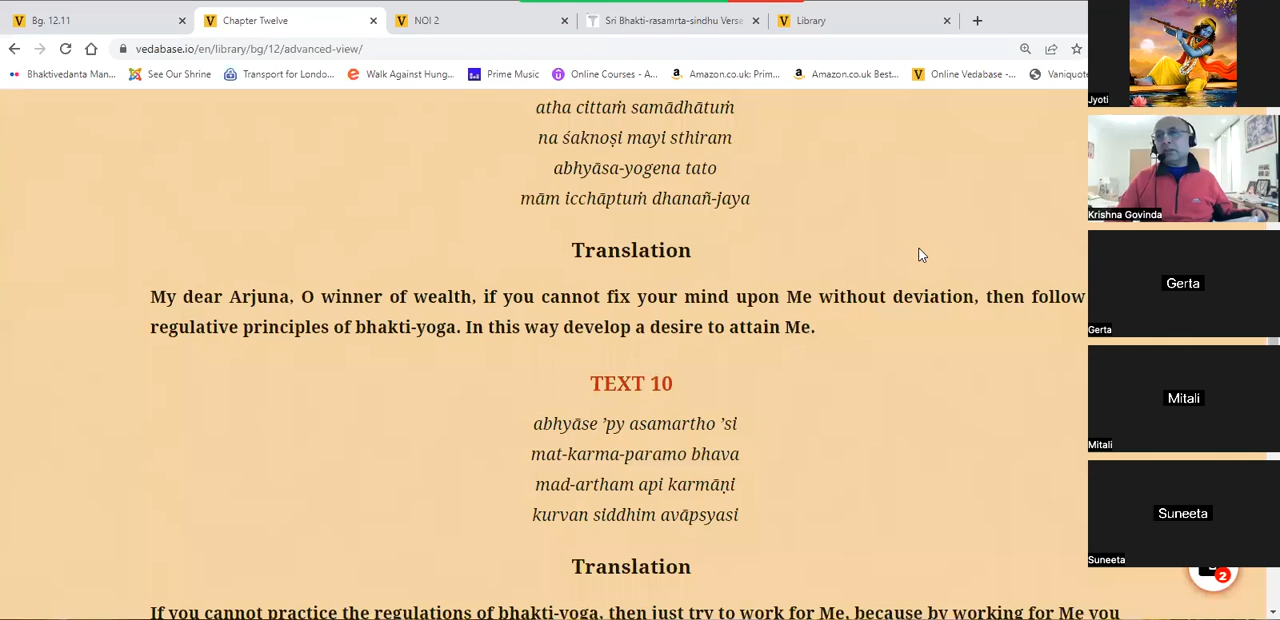 Bg. 12.11
Chapter Twelve
NOI 2
Sri Bhakti-rasamrta-sindhu Verse
Library
vedabase.io/en/library/bg/12/advanced-view/
Bhaktivedanta Man...
See Our Shrine
Transport for Londo...
Walk Against Hung...
Prime Music
Online Courses - A...
Amazon.co.uk: Prim...
Amazon.co.uk Best...
Online Vedabase -...
Vaniquote
atha cittaṁ samādhātuṁ
na śaknoṣi mayi sthiram
abhyāsa-yogena tato
mām icchāptuṁ dhanañ-jaya
Translation
My dear Arjuna, O winner of wealth, if you cannot fix your mind upon Me without deviation, then follow
regulative principles of bhakti-yoga. In this way develop a desire to attain Me.
TEXT 10
abhyāse ’py asamartho ’si
mat-karma-paramo bhava
mad-artham api karmāṇi
kurvan siddhim avāpsyasi
Translation
If you cannot practice the regulations of bhakti-yoga, then just try to work for Me, because by working for Me you
Jyoti
Krishna Govinda
Gerta
Gerta
Mitali
Mitali
Suneeta
Suneeta
2